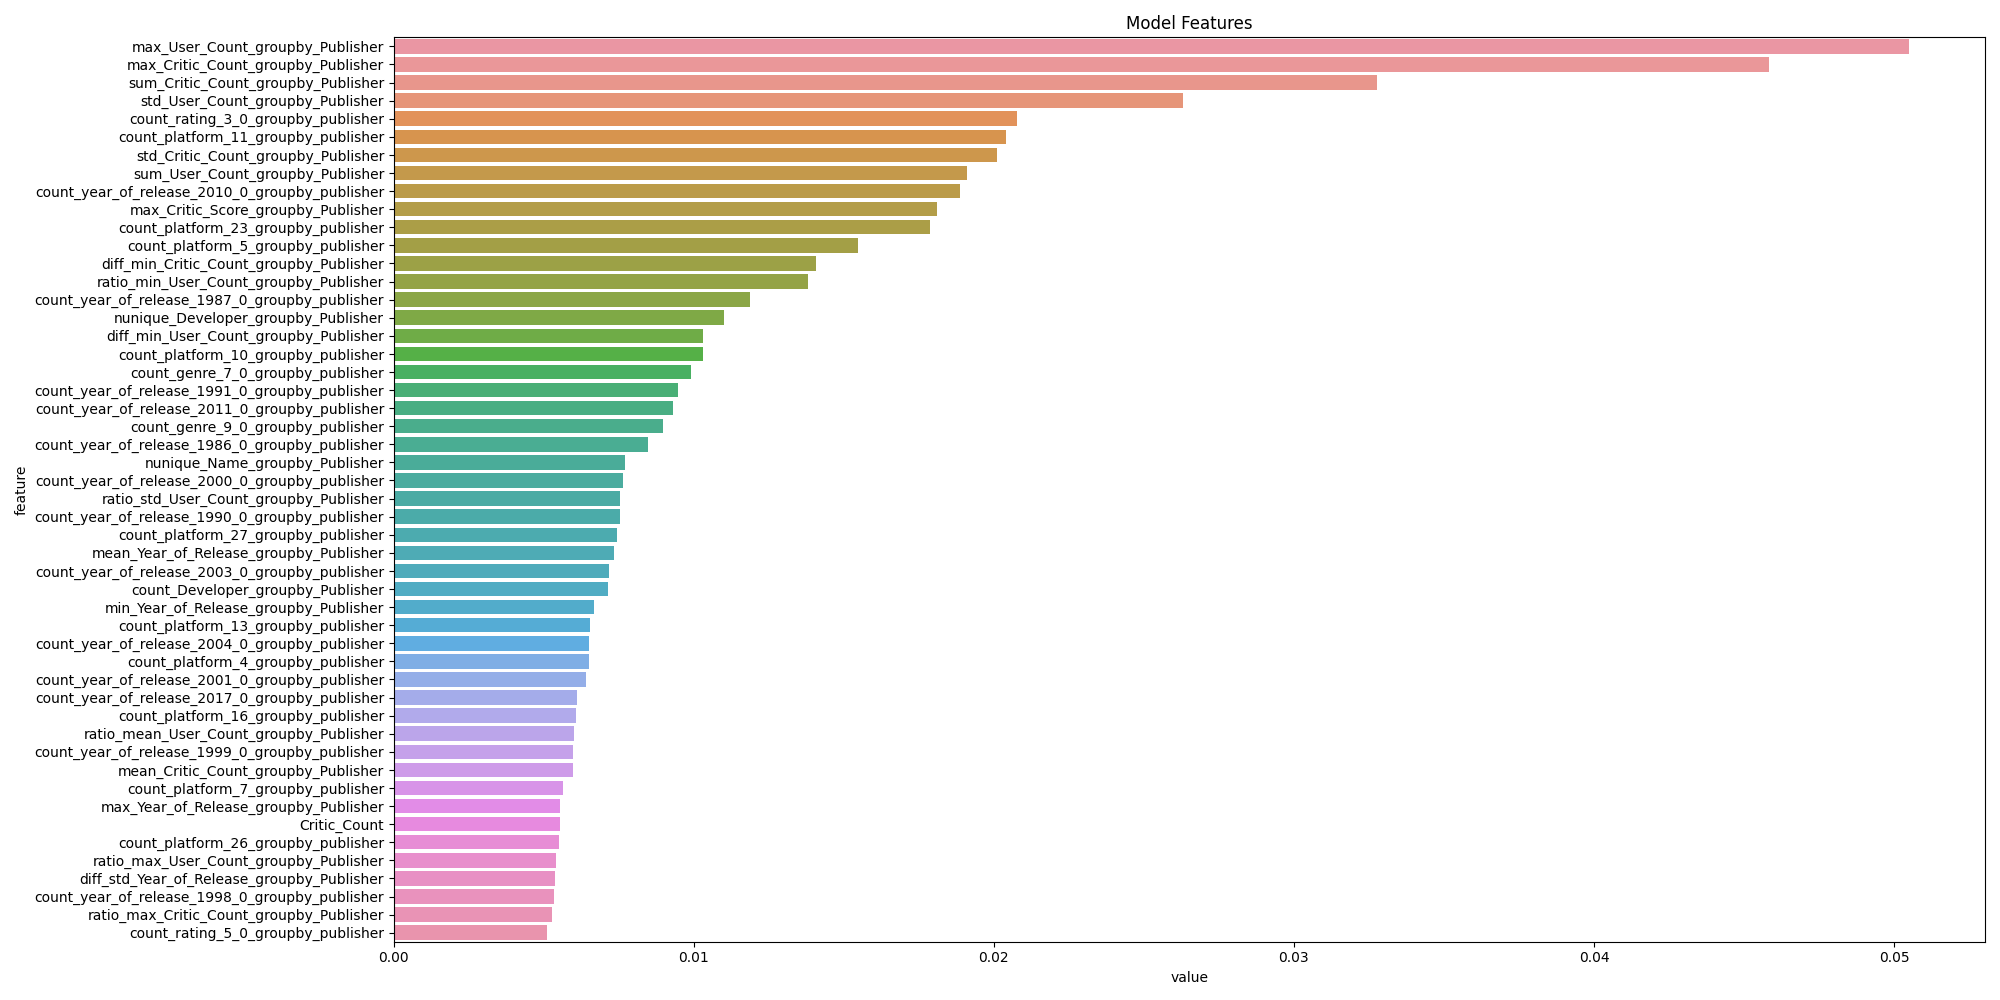 Model Features
feature
max_User_Count_groupby_Publisher
max_Critic_Count_groupby_Publisher
sum_Critic_Count_groupby_Publisher
std_User_Count_groupby_Publisher
count_rating_3_0_groupby_publisher
count_platform_11_groupby_publisher
std_Critic_Count_groupby_Publisher
sum_User_Count_groupby_Publisher
count_year_of_release_2010_0_groupby_publisher
max_Critic_Score_groupby_Publisher
count_platform_23_groupby_publisher
count_platform_5_groupby_publisher
diff_min_Critic_Count_groupby_Publisher
ratio_min_User_Count_groupby_Publisher
count_year_of_release_1987_0_groupby_publisher
nunique_Developer_groupby_Publisher
diff_min_User_Count_groupby_Publisher
count_platform_10_groupby_publisher
count_genre_7_0_groupby_publisher
count_year_of_release_1991_0_groupby_publisher
count_year_of_release_2011_0_groupby_publisher
count_genre_9_0_groupby_publisher
count_year_of_release_1986_0_groupby_publisher
nunique_Name_groupby_Publisher
count_year_of_release_2000_0_groupby_publisher
ratio_std_User_Count_groupby_Publisher
count_year_of_release_1990_0_groupby_publisher
count_platform_27_groupby_publisher
mean_Year_of_Release_groupby_Publisher
count_year_of_release_2003_0_groupby_publisher
count_Developer_groupby_Publisher
min_Year_of_Release_groupby_Publisher
count_platform_13_groupby_publisher
count_year_of_release_2004_0_groupby_publisher
count_platform_4_groupby_publisher
count_year_of_release_2001_0_groupby_publisher
count_year_of_release_2017_0_groupby_publisher
count_platform_16_groupby_publisher
ratio_mean_User_Count_groupby_Publisher
count_year_of_release_1999_0_groupby_publisher
mean_Critic_Count_groupby_Publisher
count_platform_7_groupby_publisher
max_Year_of_Release_groupby_Publisher
Critic_Count
count_platform_26_groupby_publisher
ratio_max_User_Count_groupby_Publisher
diff_std_Year_of_Release_groupby_Publisher
count_year_of_release_1998_0_groupby_publisher
ratio_max_Critic_Count_groupby_Publisher
count_rating_5_0_groupby_publisher
0.00 0.01 0.02 0.03 0.04 0.05
value